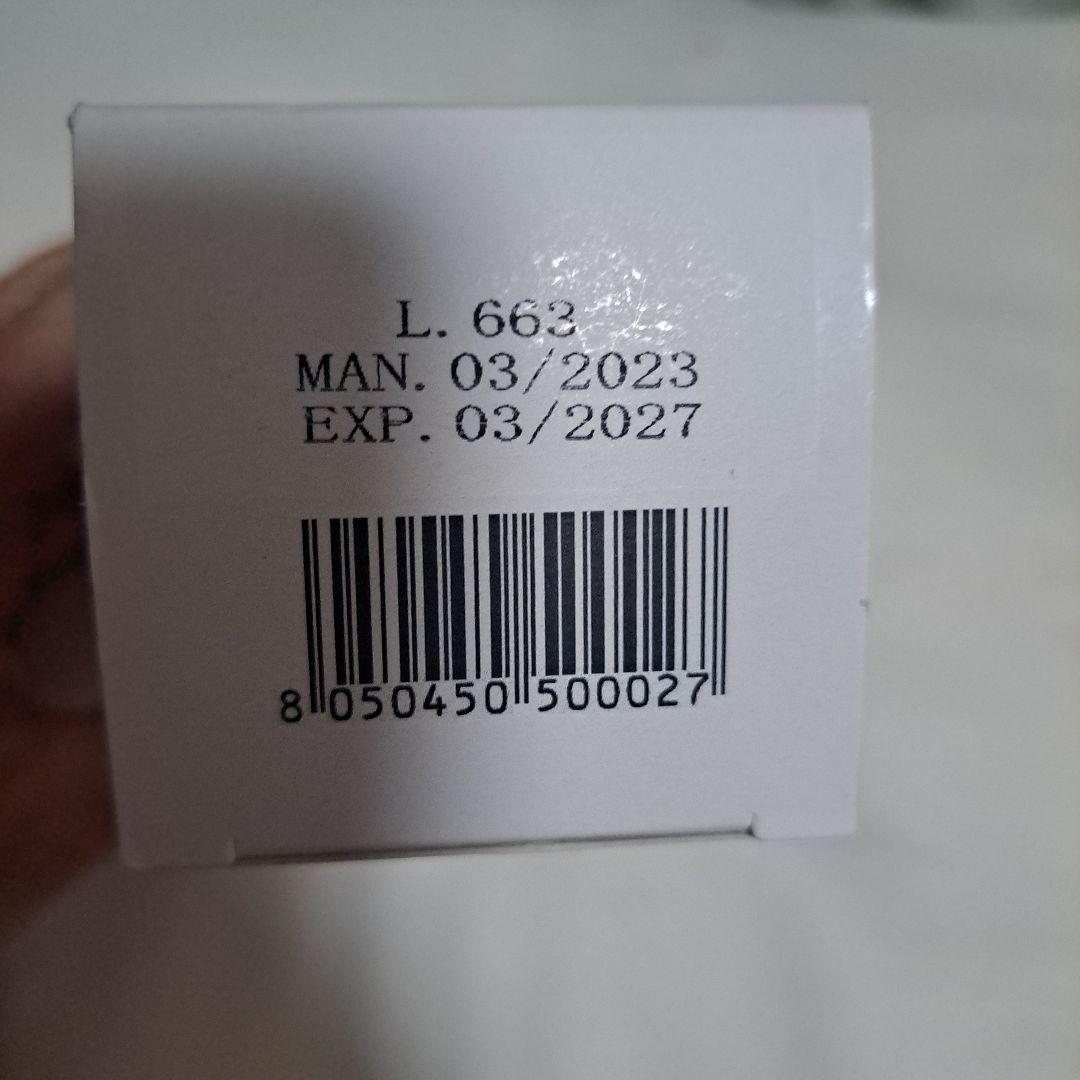 L. 663
MAN. 03/2023
EXP. 03/2027
8 050450 500027